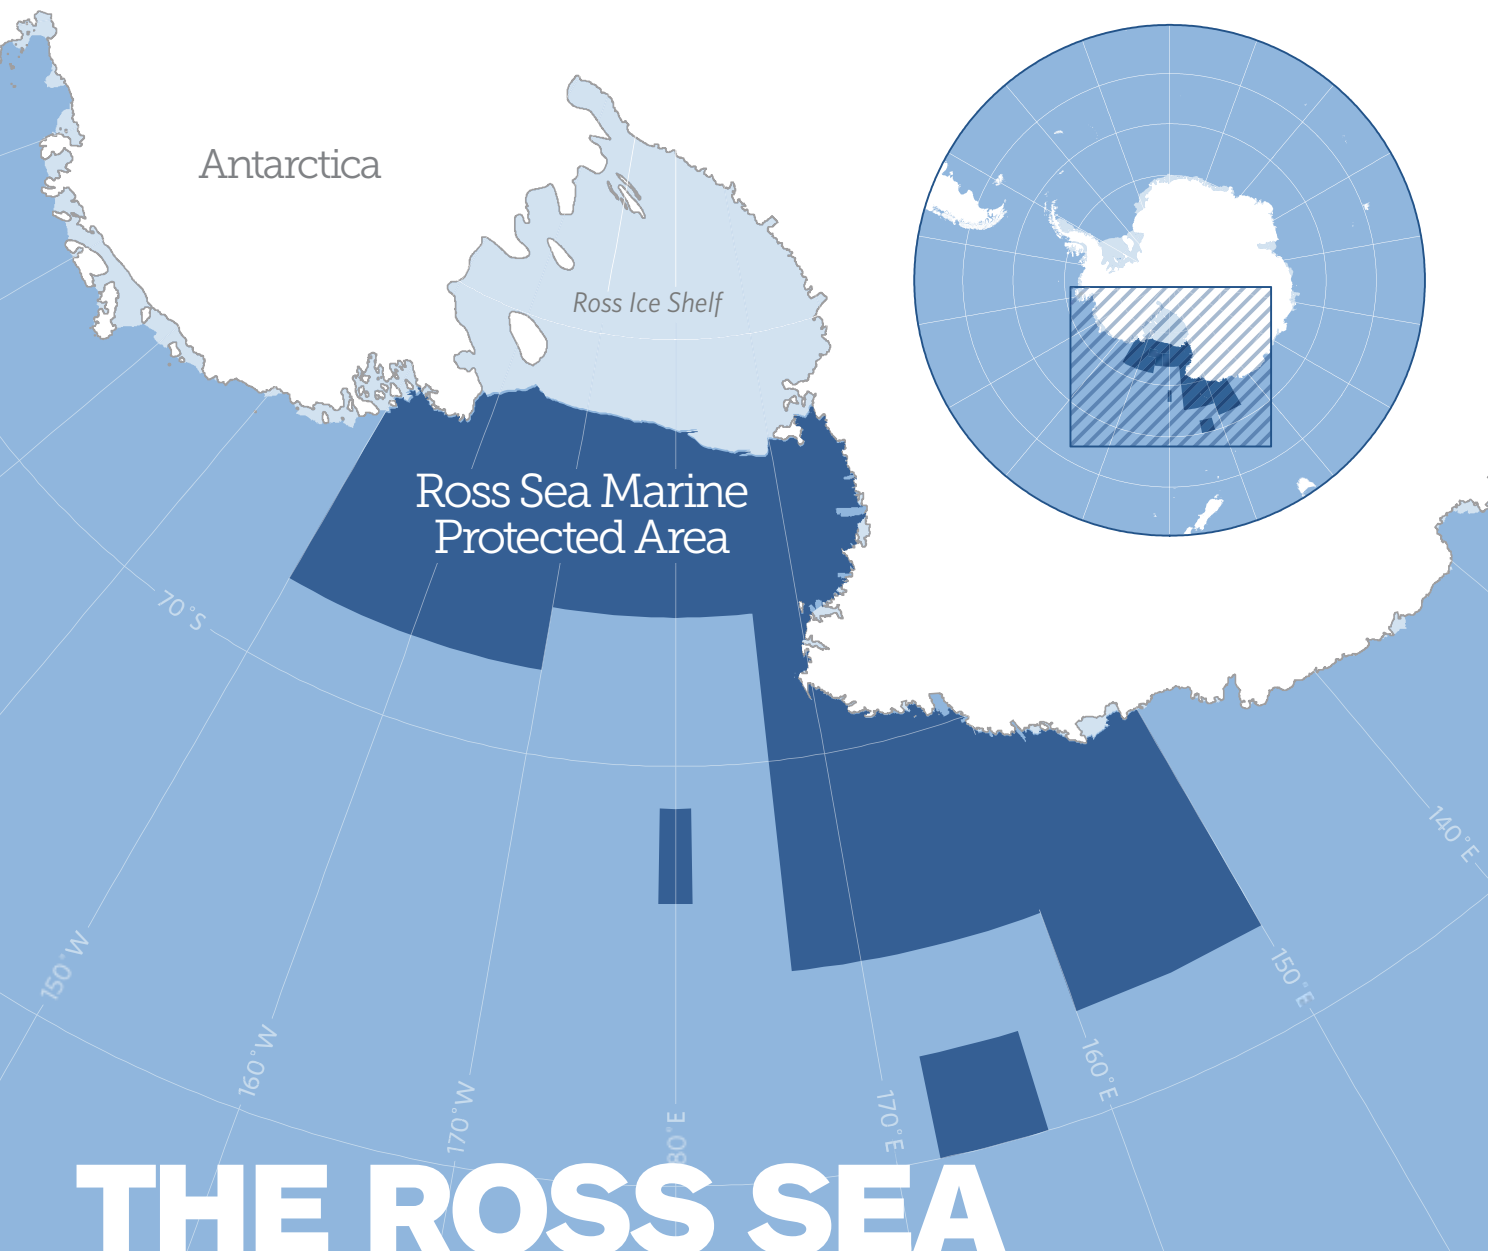 Antarctica
Ross Ice Shelf
Ross Sea Marine
Protected Area
70°S
140°E
150°W
150°E
160°W
160°E
170°W
170°E
80°E
THE ROSS SEA